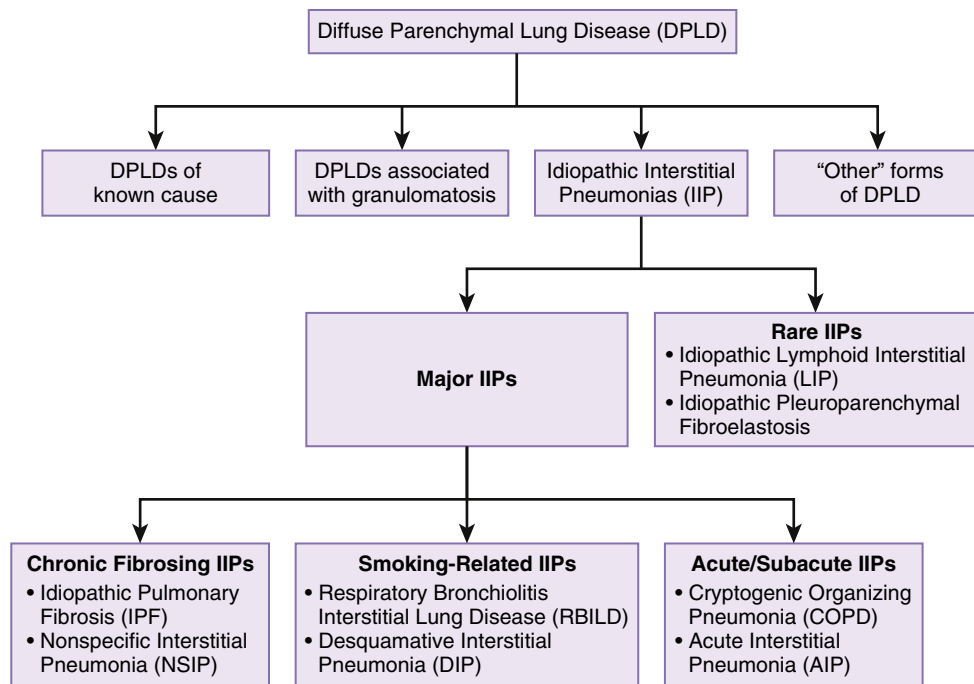 Diffuse Parenchymal Lung Disease (DPLD)
DPLDs of
known cause
DPLDs associated
with granulomatosis
Idiopathic Interstitial
Pneumonias (IIP)
“Other” forms
of DPLD
Major IIPs
Rare IIPs
• Idiopathic Lymphoid Interstitial
Pneumonia (LIP)
• Idiopathic Pleuroparenchymal
Fibroelastosis
Chronic Fibrosing IIPs
• Idiopathic Pulmonary
Fibrosis (IPF)
• Nonspecific Interstitial
Pneumonia (NSIP)
Smoking-Related IIPs
• Respiratory Bronchiolitis
Interstitial Lung Disease (RBILD)
• Desquamative Interstitial
Pneumonia (DIP)
Acute/Subacute IIPs
• Cryptogenic Organizing
Pneumonia (COPD)
• Acute Interstitial
Pneumonia (AIP)